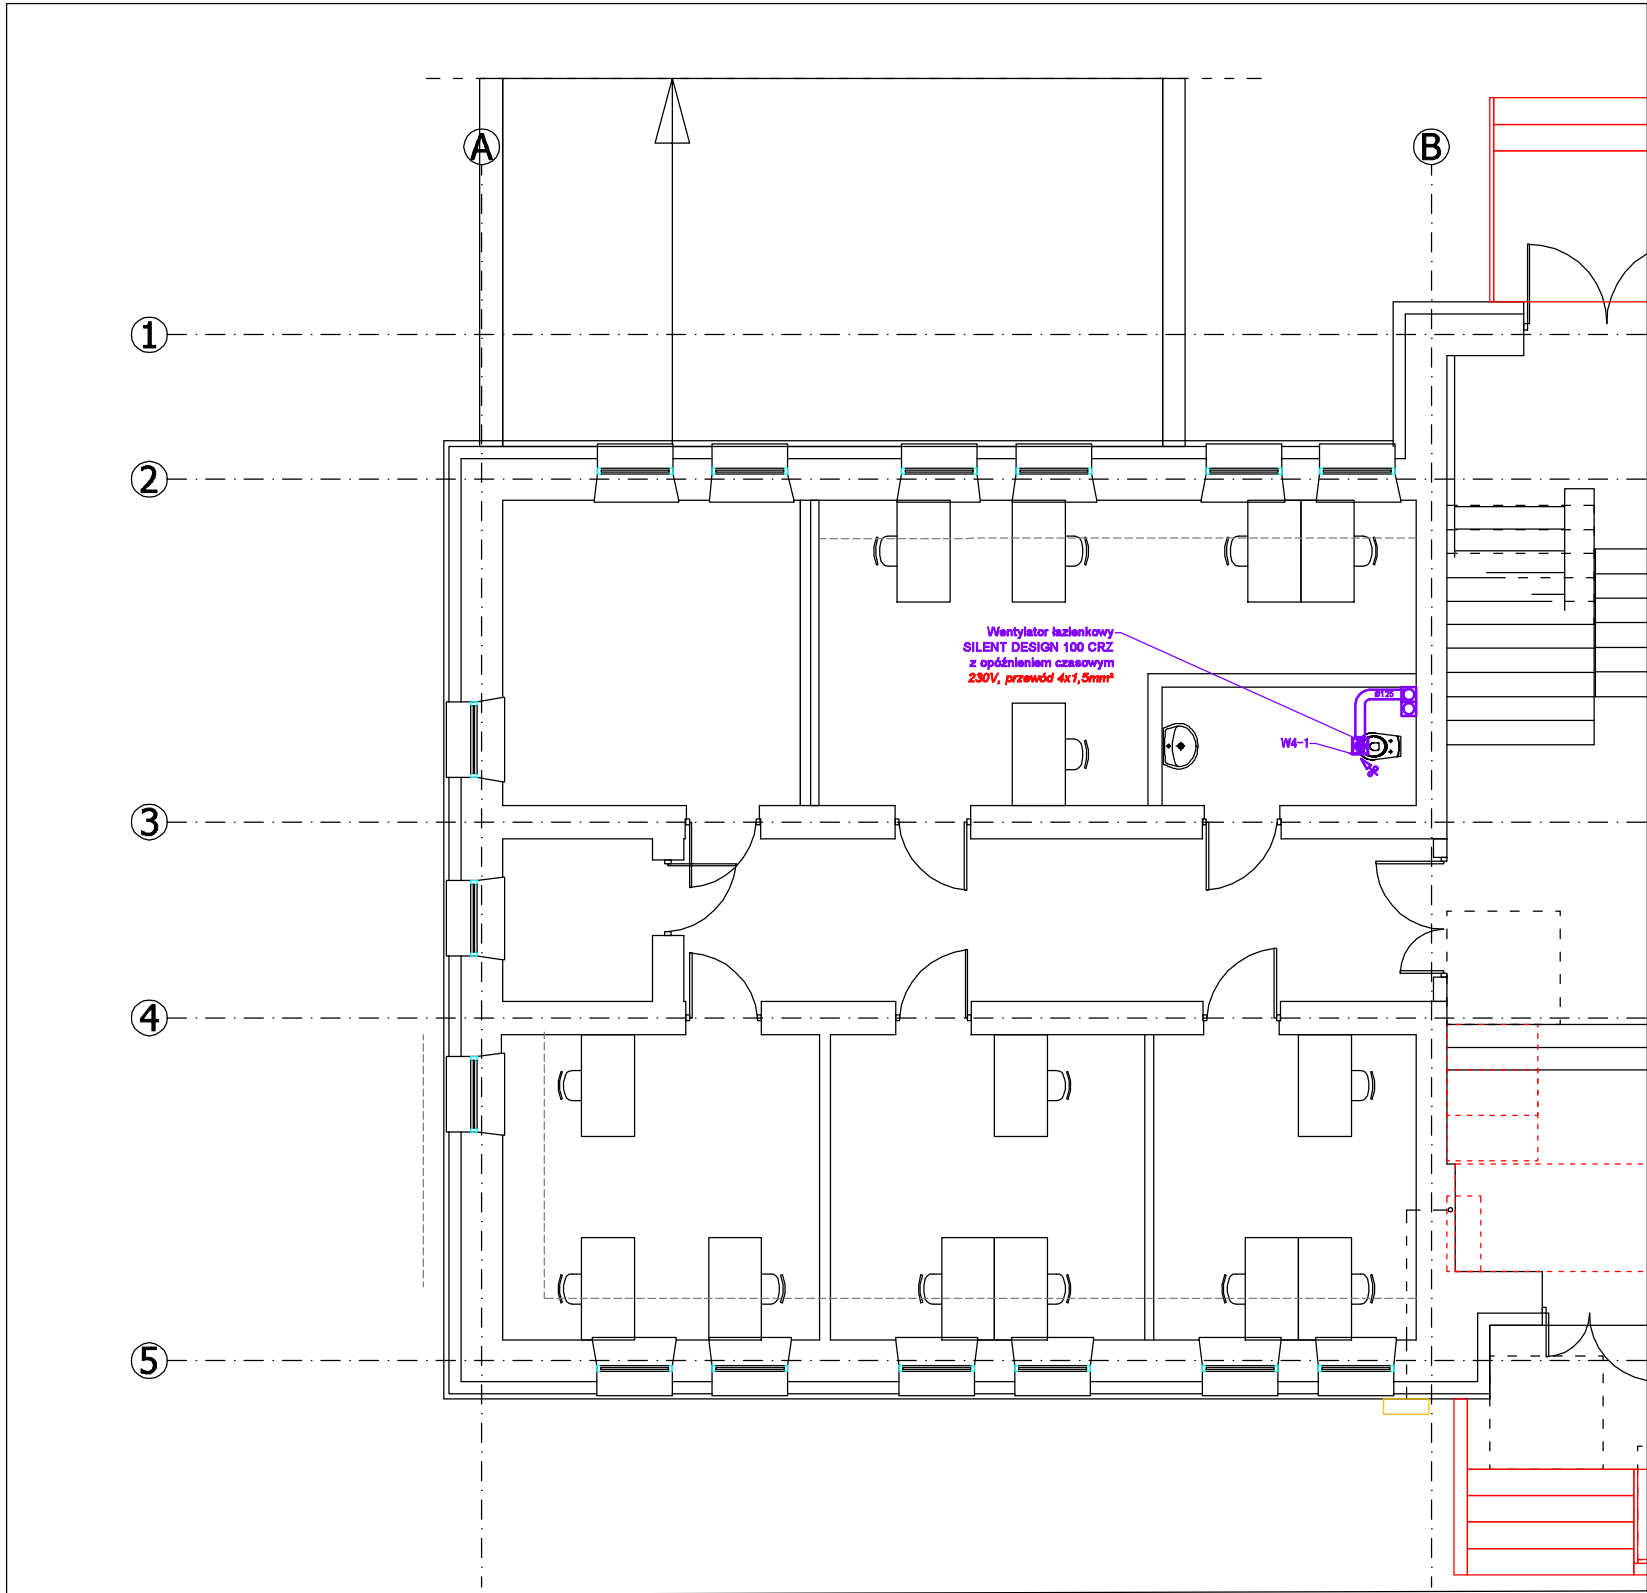 A
B
1
2
Wentylator łazienkowy
SILENT DESIGN 100 CRZ
z opóźnieniem czasowym
230V, przewód 4x1,5mm²
Ø125
W4-1
3
4
5